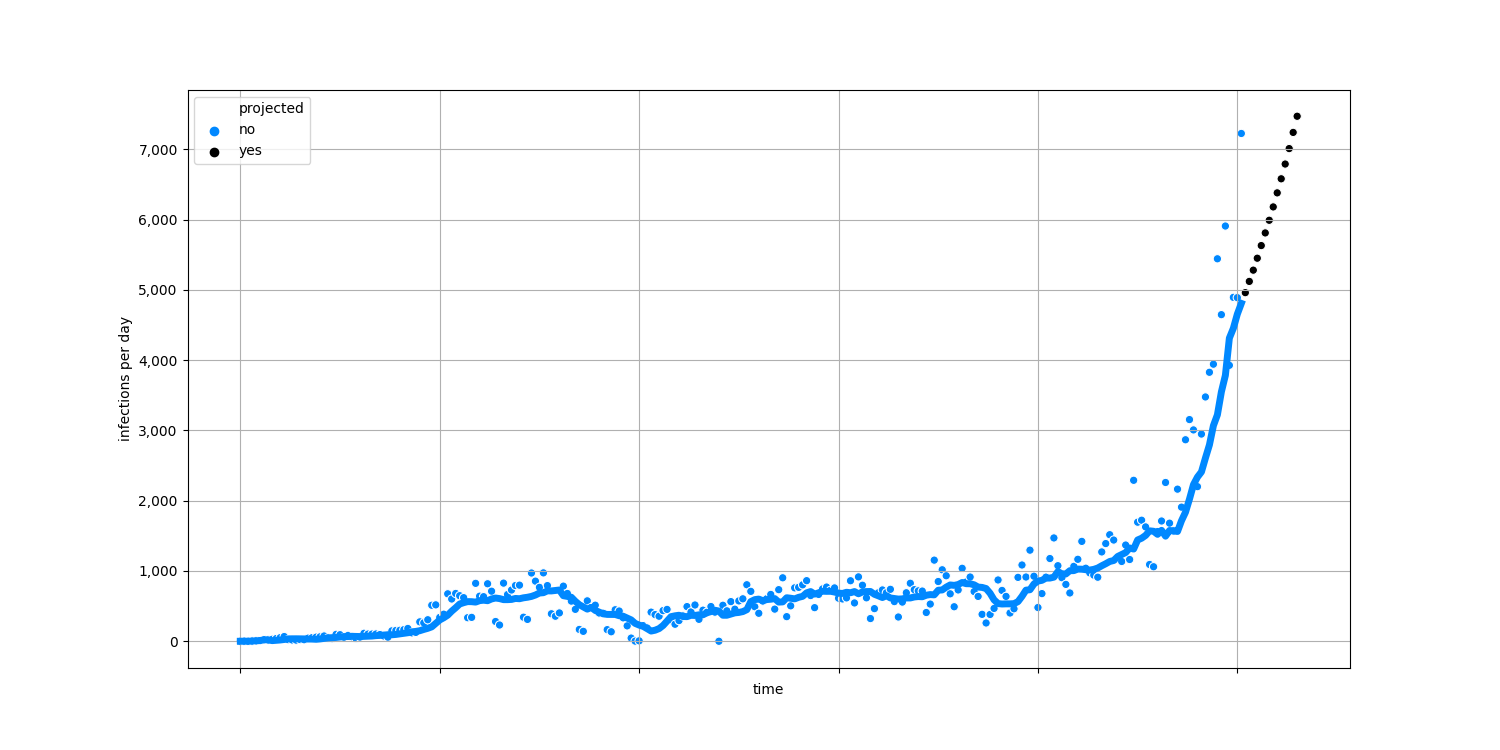 projected
no
yes
7,000
6,000
5,000
4,000
3,000
2,000
1,000
0
infections per day
time